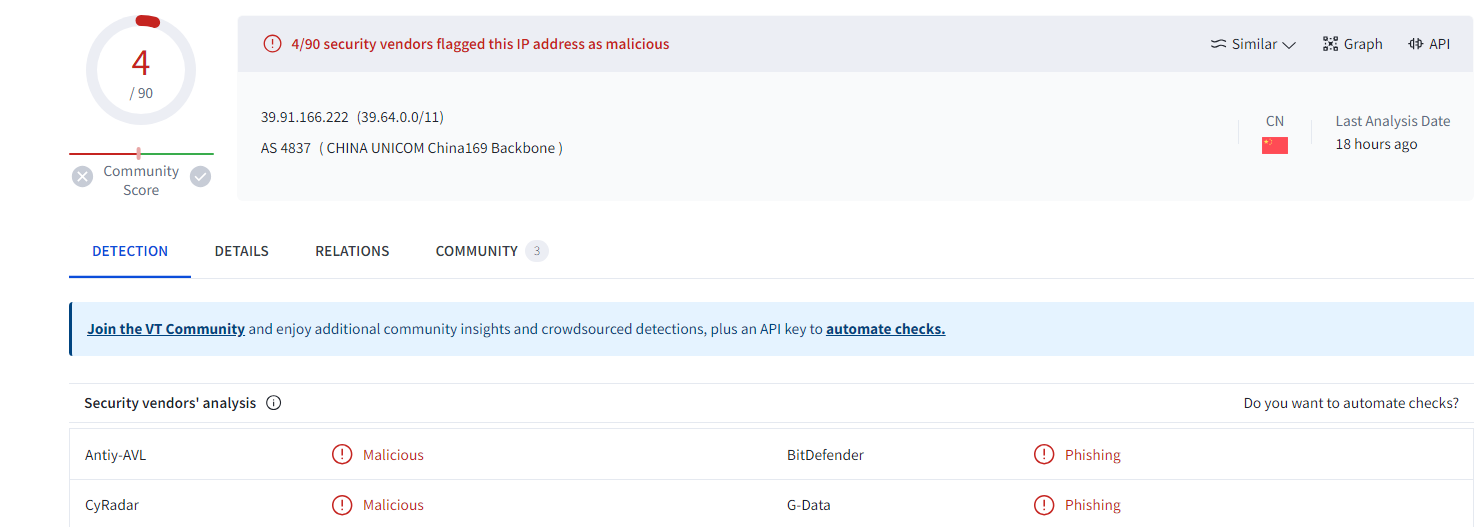 4
/ 90
Community
Score
4/90 security vendors flagged this IP address as malicious
Similar
Graph
API
39.91.166.222 (39.64.0.0/11)
AS 4837 ( CHINA UNICOM China169 Backbone )
CN
Last Analysis Date
18 hours ago
DETECTION
DETAILS
RELATIONS
COMMUNITY 3
Join the VT Community and enjoy additional community insights and crowdsourced detections, plus an API key to automate checks.
Security vendors' analysis
Do you want to automate checks?
Antiy-AVL Malicious BitDefender Phishing
CyRadar Malicious G-Data Phishing